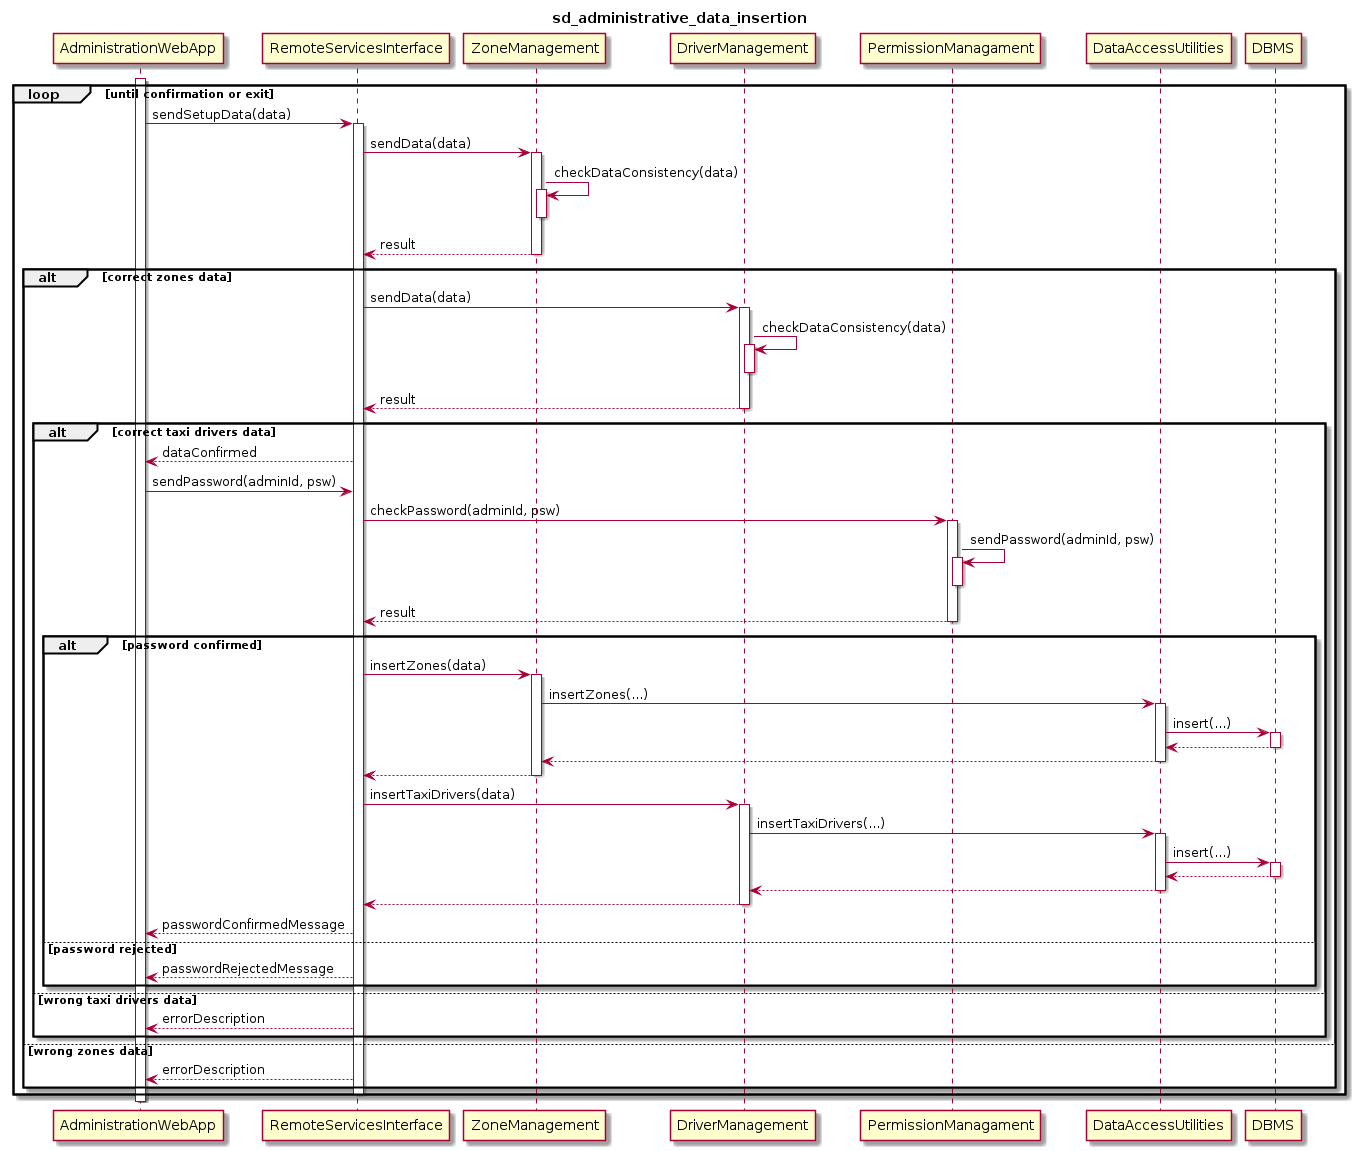 sd_administrative_data_insertion
AdministrationWebApp RemoteServicesInterface ZoneManagement DriverManagement PermissionManagament DataAccessUtilities DBMS
loop [until confirmation or exit]
sendSetupData(data)
sendData(data)
checkDataConsistency(data)
result
alt [correct zones data]
sendData(data)
checkDataConsistency(data)
result
alt [correct taxi drivers data]
dataConfirmed
sendPassword(adminId, psw)
checkPassword(adminId, psw)
sendPassword(adminId, psw)
result
alt [password confirmed]
insertZones(data)
insertZones(...)
insert(...)
insertTaxiDrivers(data)
insertTaxiDrivers(...)
insert(...)
passwordConfirmedMessage
[password rejected]
passwordRejectedMessage
[wrong taxi drivers data]
errorDescription
[wrong zones data]
errorDescription
AdministrationWebApp RemoteServicesInterface ZoneManagement DriverManagement PermissionManagament DataAccessUtilities DBMS